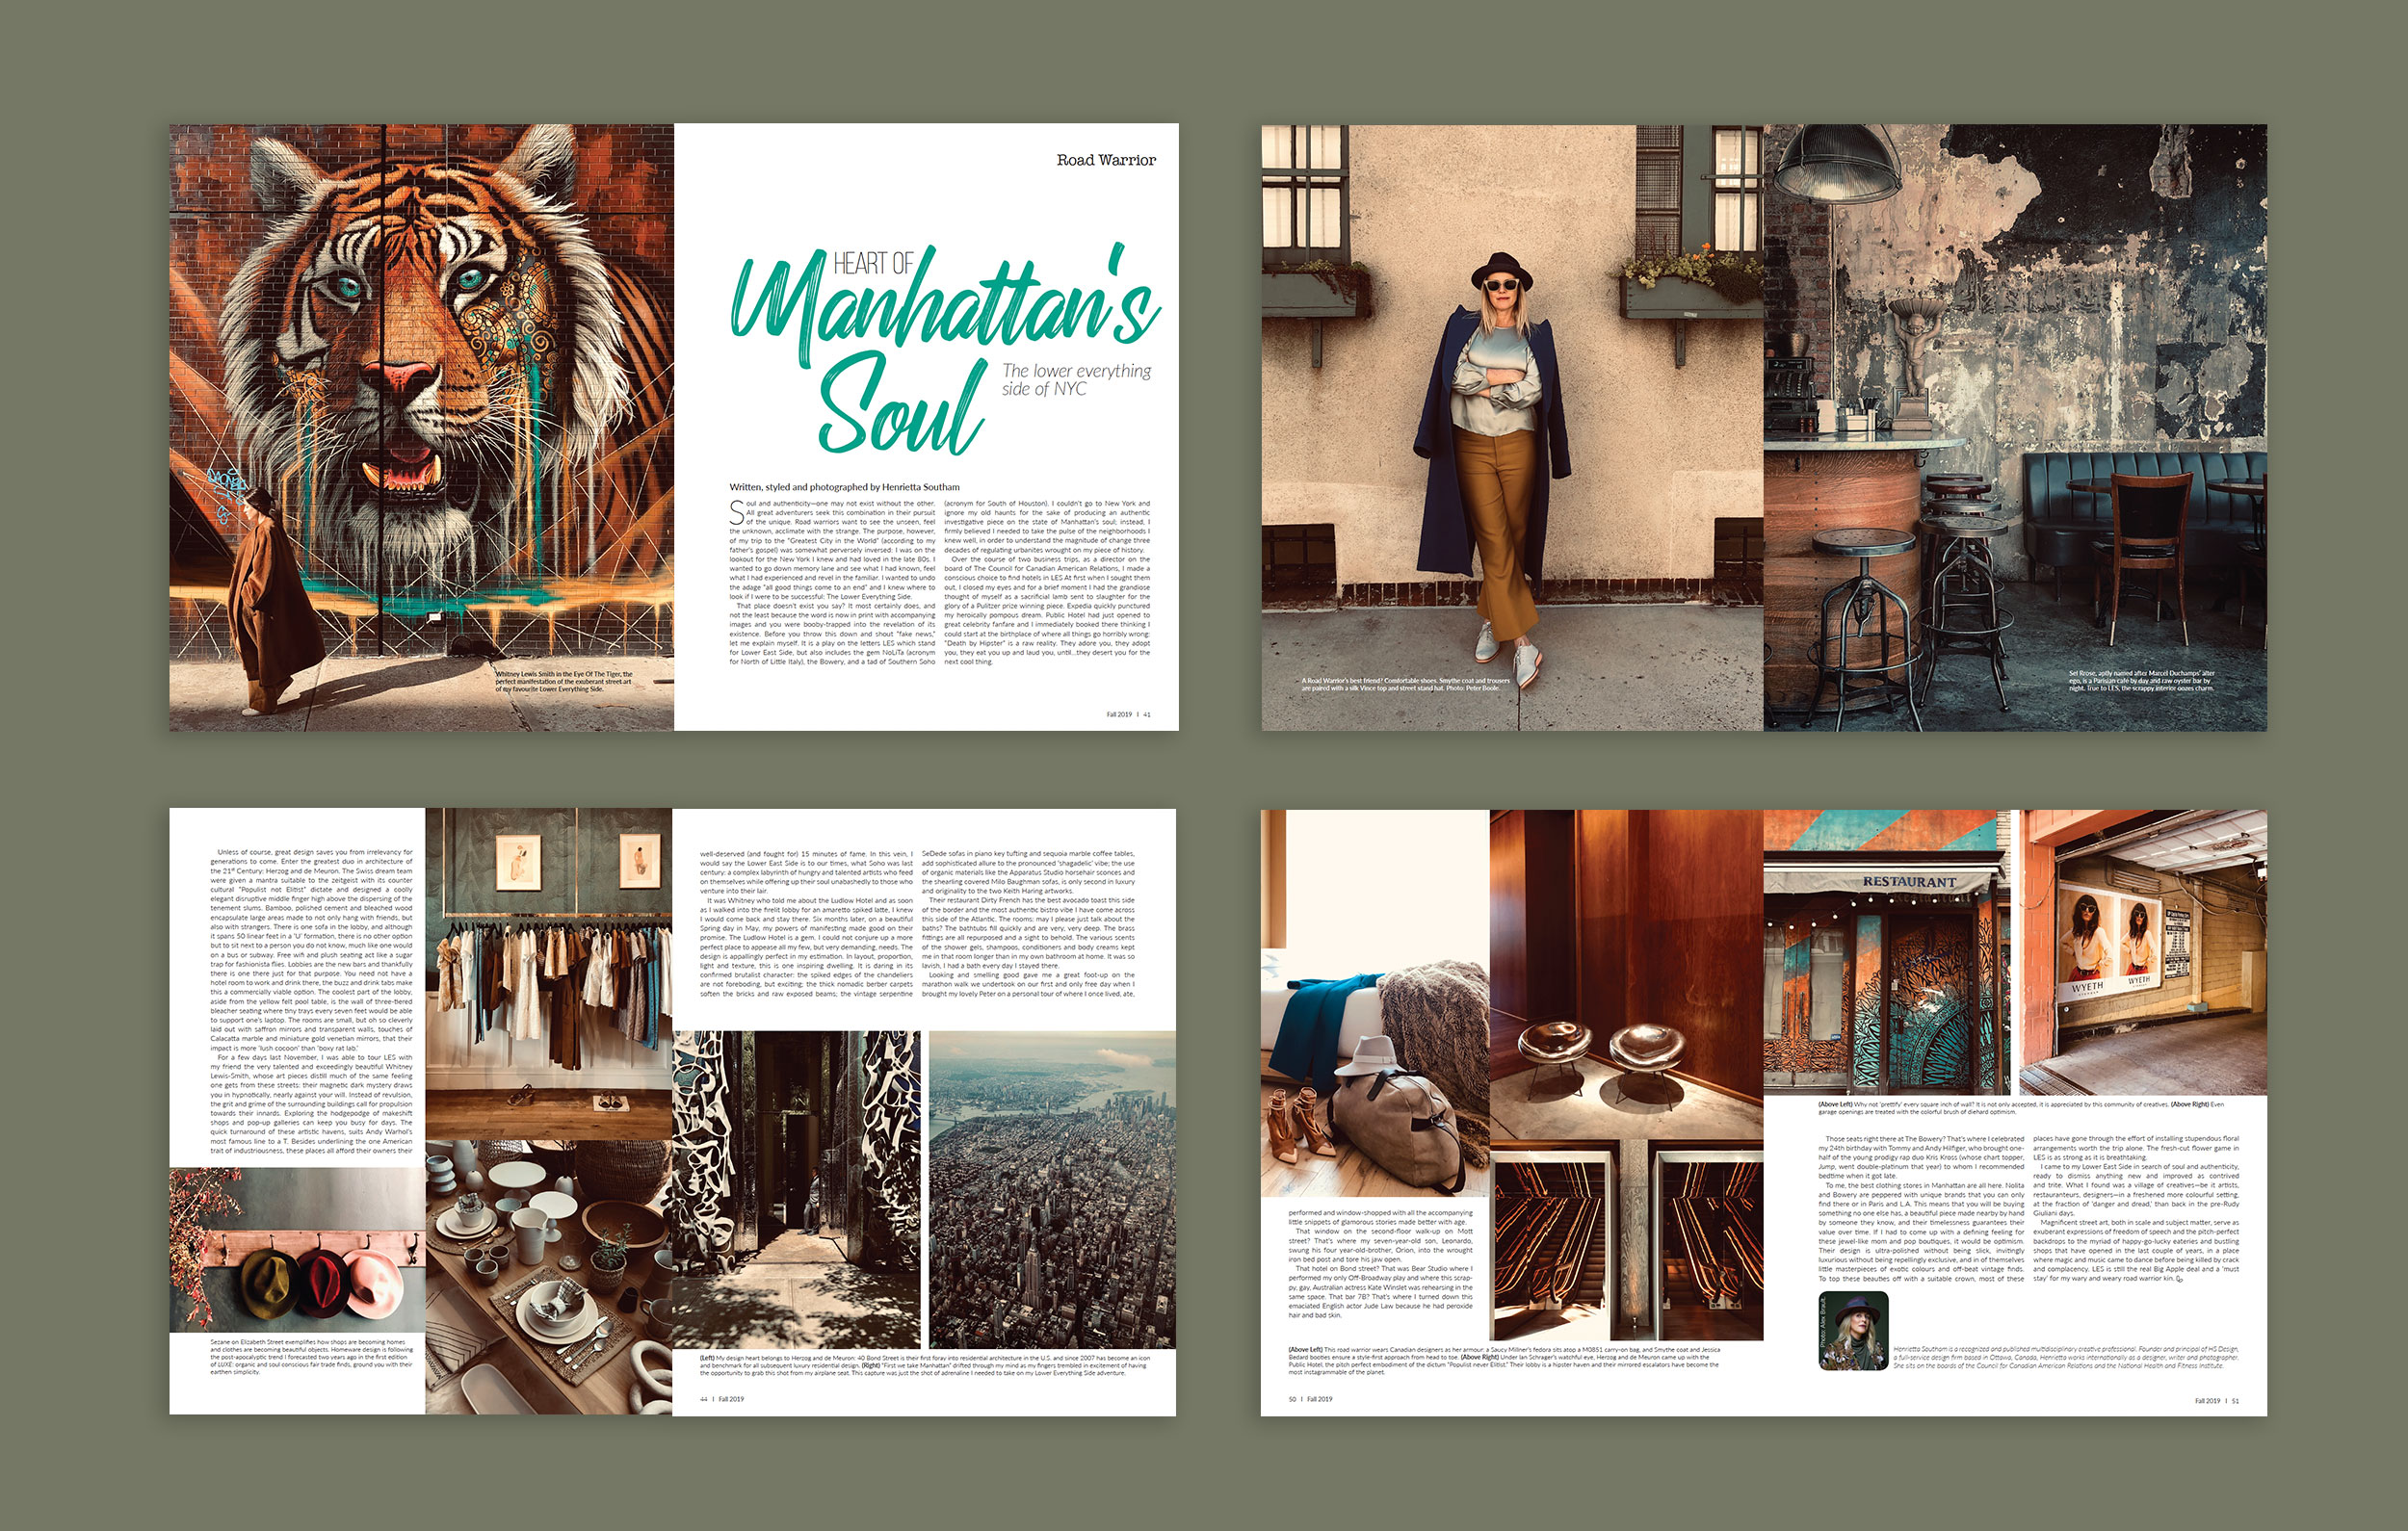 Road Warrior
HEART OF
Manhattan's
Soul
The lower everything
side of NYC
Written, styled and photographed by Henrietta Southam
Soul and authenticity—one may not exist without the other.
All great adventurers seek this combination in their pursuit
of the unique. Road warriors want to see the unseen, feel
the unknown, acclimate with the strange. The purpose, however,
of my trip to the "Greatest City in the World" (according to my
father's gospel) was somewhat perversely inversed: I was on the
lookout for the New York I knew and had loved in the late 80s. I
wanted to go down memory lane and see what I had known, feel
what I had experienced and revel in the familiar. I wanted to undo
the adage "all good things come to an end" and I knew where to
look if I were to be successful: The Lower Everything Side.
That place doesn't exist you say? It most certainly does, and
not the least because the word is now in print with accompanying
images and you were booby-trapped into the revelation of its
existence. Before you throw this down and shout "fake news,"
let me explain myself. It is a play on the letters LES which stand
for Lower East Side, but also includes the gem NoLiTa (acronym
for North of Little Italy), the Bowery, and a tad of Southern Soho
(acronym for South of Houston). I couldn't go to New York and
ignore my old haunts for the sake of producing an authentic
investigative piece on the state of Manhattan's soul; instead, I
firmly believed I needed to take the pulse of the neighborhoods I
knew well, in order to understand the magnitude of change three
decades of regulating urbanites wrought on my piece of history.
Over the course of two business trips, as a director on the
board of The Council for Canadian American Relations, I made a
conscious choice to find hotels in LES At first when I sought them
out, I closed my eyes and for a brief moment I had the grandiose
thought of myself as a sacrificial lamb sent to slaughter for the
glory of a Pulitzer prize winning piece. Expedia quickly punctured
my heroically pompous dream. Public Hotel had just opened to
great celebrity fanfare and I immediately booked there thinking I
could start at the birthplace of where all things go horribly wrong:
"Death by Hipster" is a raw reality. They adore you, they adopt
you, they eat you up and laud you, until...they desert you for the
next cool thing.
Whitney Lewis Smith in the Eye Of The Tiger, the
perfect manifestation of the exuberant street art
of my favourite Lower Everything Side.
Fall 2019 | 41
A Road Warrior's best friend? Comfortable shoes. Smythe coat and trousers
are paired with a silk Vince top and street stand hat. Photo: Peter Boole.
Sel Rrose, aptly named after Marcel Duchamps' alter
ego, is a Parisian café by day and raw oyster bar by
night. True to LES, the scrappy interior oozes charm.
Unless of course, great design saves you from irrelevancy for
generations to come. Enter the greatest duo in architecture of
the 21st Century: Herzog and de Meuron. The Swiss dream team
were given a mantra suitable to the zeitgeist with its counter
cultural "Populist not Elitist" dictate and designed a coolly
elegant disruptive middle finger high above the dispersing of the
tenement slums. Bamboo, polished cement and bleached wood
encapsulate large areas made to not only hang with friends, but
also with strangers. There is one sofa in the lobby, and although
it spans 50 linear feet in a 'U' formation, there is no other option
but to sit next to a person you do not know, much like one would
on a bus or subway. Free wifi and plush seating act like a sugar
trap for fashionista flies. Lobbies are the new bars and thankfully
there is one there just for that purpose. You need not have a
hotel room to work and drink there, the buzz and drink tabs make
this a commercially viable option. The coolest part of the lobby,
aside from the yellow felt pool table, is the wall of three-tiered
bleacher seating where tiny trays every seven feet would be able
to support one's laptop. The rooms are small, but oh so cleverly
laid out with saffron mirrors and transparent walls, touches of
Calacatta marble and miniature gold venetian mirrors, that their
impact is more 'lush cocoon' than 'boxy rat lab.'
For a few days last November, I was able to tour LES with
my friend the very talented and exceedingly beautiful Whitney
Lewis-Smith, whose art pieces distill much of the same feeling
one gets from these streets: their magnetic dark mystery draws
you in hypnotically, nearly against your will. Instead of revulsion,
the grit and grime of the surrounding buildings call for propulsion
towards their innards. Exploring the hodgepodge of makeshift
shops and pop-up galleries can keep you busy for days. The
quick turnaround of these artistic havens, suits Andy Warhol's
most famous line to a T. Besides underlining the one American
trait of industriousness, these places all afford their owners their
Sezane on Elizabeth Street exemplifies how shops are becoming homes
and clothes are becoming beautiful objects. Homeware design is following
the post-apocalyptic trend I forecasted two years ago in the first edition
of LUXE: organic and soul conscious fair trade finds, ground you with their
earthen simplicity.
well-deserved (and fought for) 15 minutes of fame. In this vein, I
would say the Lower East Side is to our times, what Soho was last
century: a complex labyrinth of hungry and talented artists who feed
on themselves while offering up their soul unabashedly to those who
venture into their lair.
It was Whitney who told me about the Ludlow Hotel and as soon
as I walked into the firelit lobby for an amaretto spiked latte, I knew
I would come back and stay there. Six months later, on a beautiful
Spring day in May, my powers of manifesting made good on their
promise. The Ludlow Hotel is a gem. I could not conjure up a more
perfect place to appease all my few, but very demanding, needs. The
design is appallingly perfect in my estimation. In layout, proportion,
light and texture, this is one inspiring dwelling. It is daring in its
confirmed brutalist character: the spiked edges of the chandeliers
are not foreboding, but exciting; the thick nomadic berber carpets
soften the bricks and raw exposed beams; the vintage serpentine
SeDede sofas in piano key tufting and sequoia marble coffee tables,
add sophisticated allure to the pronounced 'shagadelic' vibe; the use
of organic materials like the Apparatus Studio horsehair sconces and
the shearling covered Milo Baughman sofas, is only second in luxury
and originality to the two Keith Haring artworks.
Their restaurant Dirty French has the best avocado toast this side
of the border and the most authentic bistro vibe I have come across
this side of the Atlantic. The rooms: may I please just talk about the
baths? The bathtubs fill quickly and are very, very deep. The brass
fittings are all repurposed and a sight to behold. The various scents
of the shower gels, shampoos, conditioners and body creams kept
me in that room longer than in my own bathroom at home. It was so
lavish, I had a bath every day I stayed there.
Looking and smelling good gave me a great foot-up on the
marathon walk we undertook on our first and only free day when I
brought my lovely Peter on a personal tour of where I once lived, ate,
(Left) My design heart belongs to Herzog and de Meuron: 40 Bond Street is their first foray into residential architecture in the U.S. and since 2007 has become an icon
and benchmark for all subsequent luxury residential design. (Right) "First we take Manhattan" drifted through my mind as my fingers trembled in excitement of having
the opportunity to grab this shot from my airplane seat. This capture was just the shot of adrenaline I needed to take on my Lower Everything Side adventure.
44 | Fall 2019
RESTAURANT
WYETH
WYETH
(Above Left) Why not 'prettify' every square inch of wall? It is not only accepted, it is appreciated by this community of creatives. (Above Right) Even
garage openings are treated with the colorful brush of diehard optimism.
performed and window-shopped with all the accompanying
little snippets of glamorous stories made better with age.
That window on the second-floor walk-up on Mott
street? That's where my seven-year-old son, Leonardo,
swung his four year-old-brother, Orion, into the wrought
iron bed post and tore his jaw open.
That hotel on Bond street? That was Bear Studio where I
performed my only Off-Broadway play and where this scrap-
py, gay, Australian actress Kate Winslet was rehearsing in the
same space. That bar 7B? That's where I turned down this
emaciated English actor Jude Law because he had peroxide
hair and bad skin.
(Above Left) This road warrior wears Canadian designers as her armour: a Saucy Millner's fedora sits atop a M0851 carry-on bag, and Smythe coat and Jessica
Bedard booties ensure a style-first approach from head to toe. (Above Right) Under Ian Schrager's watchful eye, Herzog and de Meuron came up with the
Public Hotel, the pitch perfect embodiment of the dictum "Populist never Elitist." Their lobby is a hipster haven and their mirrored escalators have become the
most instagrammable of the planet.
50 | Fall 2019
Those seats right there at The Bowery? That's where I celebrated
my 24th birthday with Tommy and Andy Hilfiger, who brought one-
half of the young prodigy rap duo Kris Kross (whose chart topper,
Jump, went double-platinum that year) to whom I recommended
bedtime when it got late.
To me, the best clothing stores in Manhattan are all here. Nolita
and Bowery are peppered with unique brands that you can only
find there or in Paris and L.A. This means that you will be buying
something no one else has, a beautiful piece made nearby by hand
by someone they know, and their timelessness guarantees their
value over time. If I had to come up with a defining feeling for
these jewel-like mom and pop boutiques, it would be optimism.
Their design is ultra-polished without being slick, invitingly
luxurious without being repellingly exclusive, and in of themselves
little masterpieces of exotic colours and off-beat vintage finds.
To top these beauties off with a suitable crown, most of these
places have gone through the effort of installing stupendous floral
arrangements worth the trip alone. The fresh-cut flower game in
LES is as strong as it is breathtaking.
I came to my Lower East Side in search of soul and authenticity,
ready to dismiss anything new and improved as contrived
and trite. What I found was a village of creatives—be it artists,
restauranteurs, designers—in a freshened more colourful setting,
at the fraction of 'danger and dread,' than back in the pre-Rudy
Giuliani days.
Magnificent street art, both in scale and subject matter, serve as
exuberant expressions of freedom of speech and the pitch-perfect
backdrops to the myriad of happy-go-lucky eateries and bustling
shops that have opened in the last couple of years, in a place
where magic and music came to dance before being killed by crack
and complacency. LES is still the real Big Apple deal and a 'must
stay' for my wary and weary road warrior kin.
Photo: Alex Brault.
Henrietta Southam is a recognized and published multidisciplinary creative professional. Founder and principal of HS Design,
a full-service design firm based in Ottawa, Canada, Henrietta works internationally as a designer, writer and photographer.
She sits on the boards of the Council for Canadian American Relations and the National Health and Fitness Institute.
Fall 2019 | 51